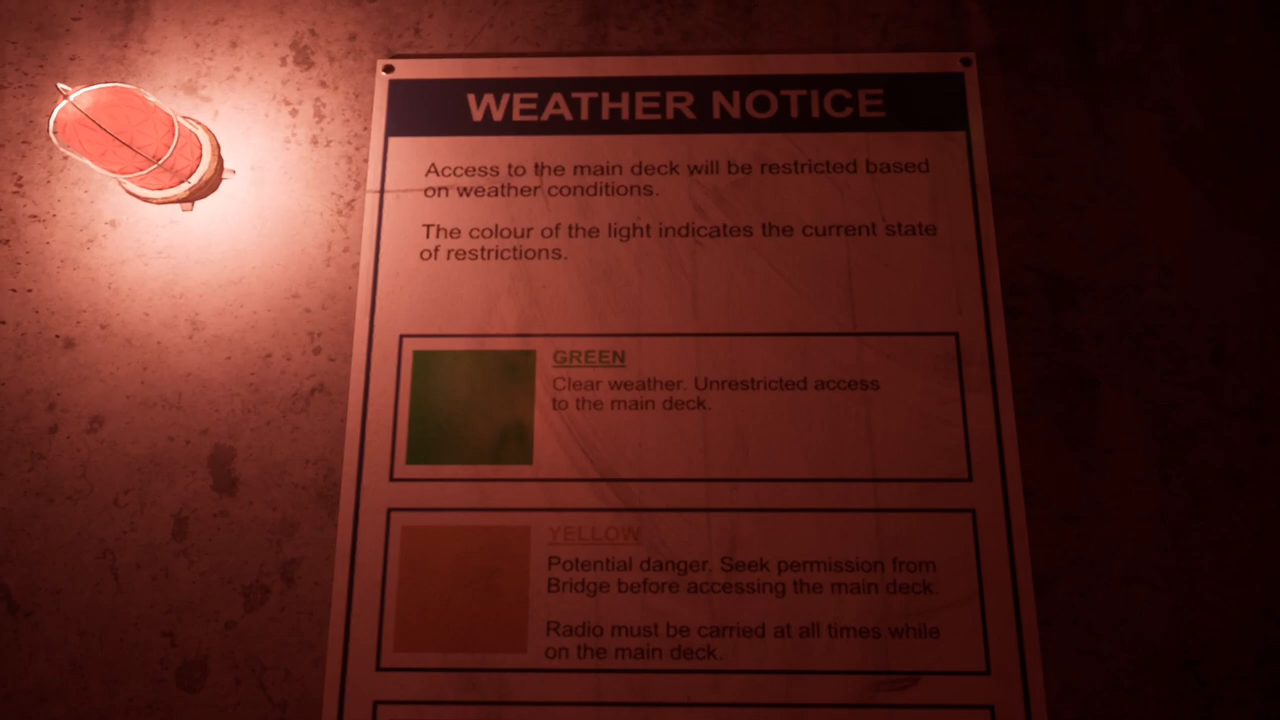 WEATHER NOTICE
Access to the main deck will be restricted based
on weather conditions.
The colour of the light indicates the current state
of restrictions.
GREEN
Clear weather. Unrestricted access
to the main deck.
YELLOW
Potential danger. Seek permission from
Bridge before accessing the main deck.
Radio must be carried at all times while
on the main deck.